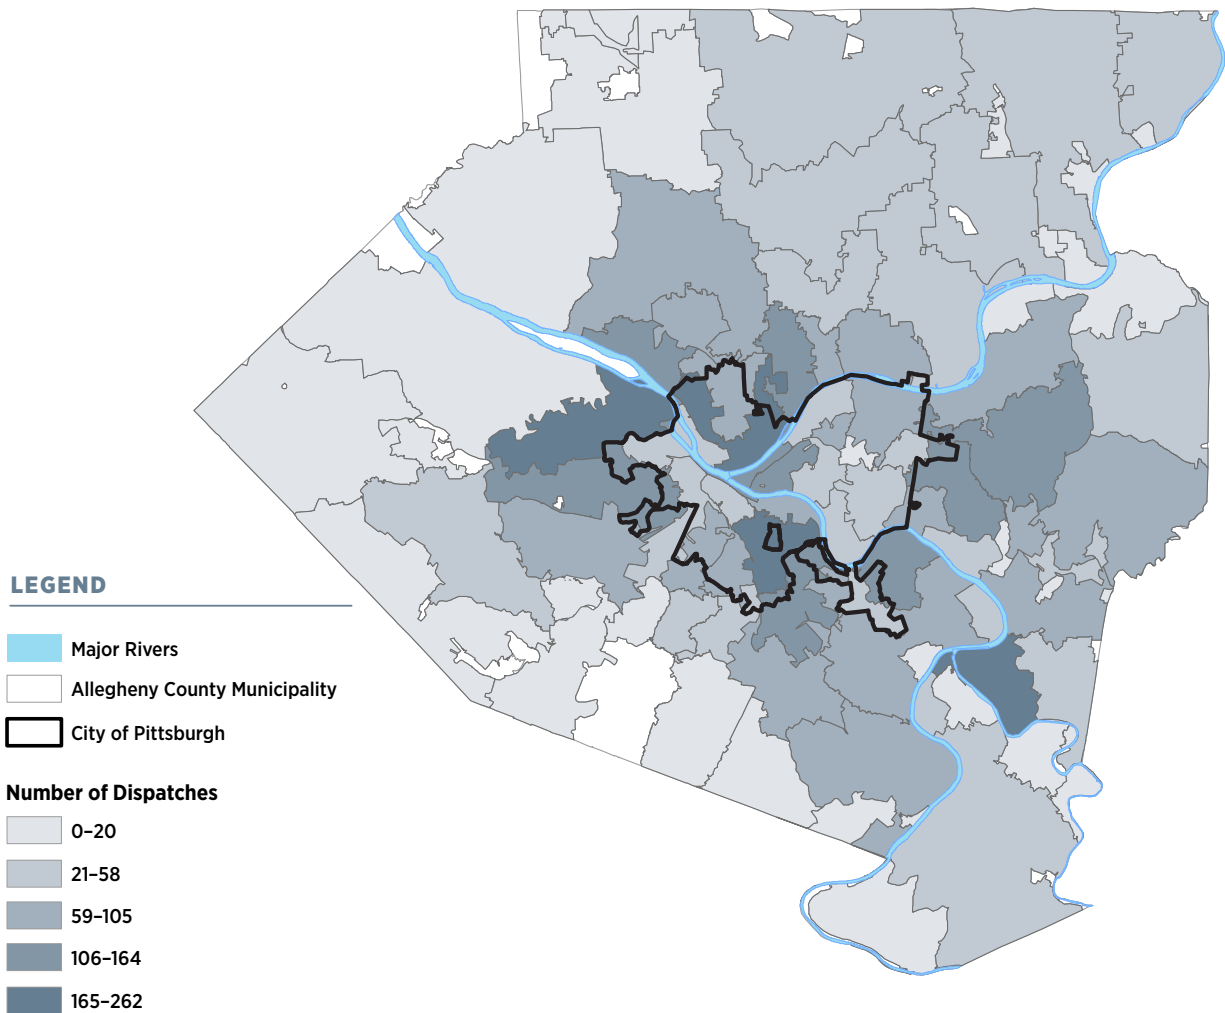 LEGEND
Major Rivers
Allegheny County Municipality
City of Pittsburgh
Number of Dispatches
0–20
21–58
59–105
106–164
165–262